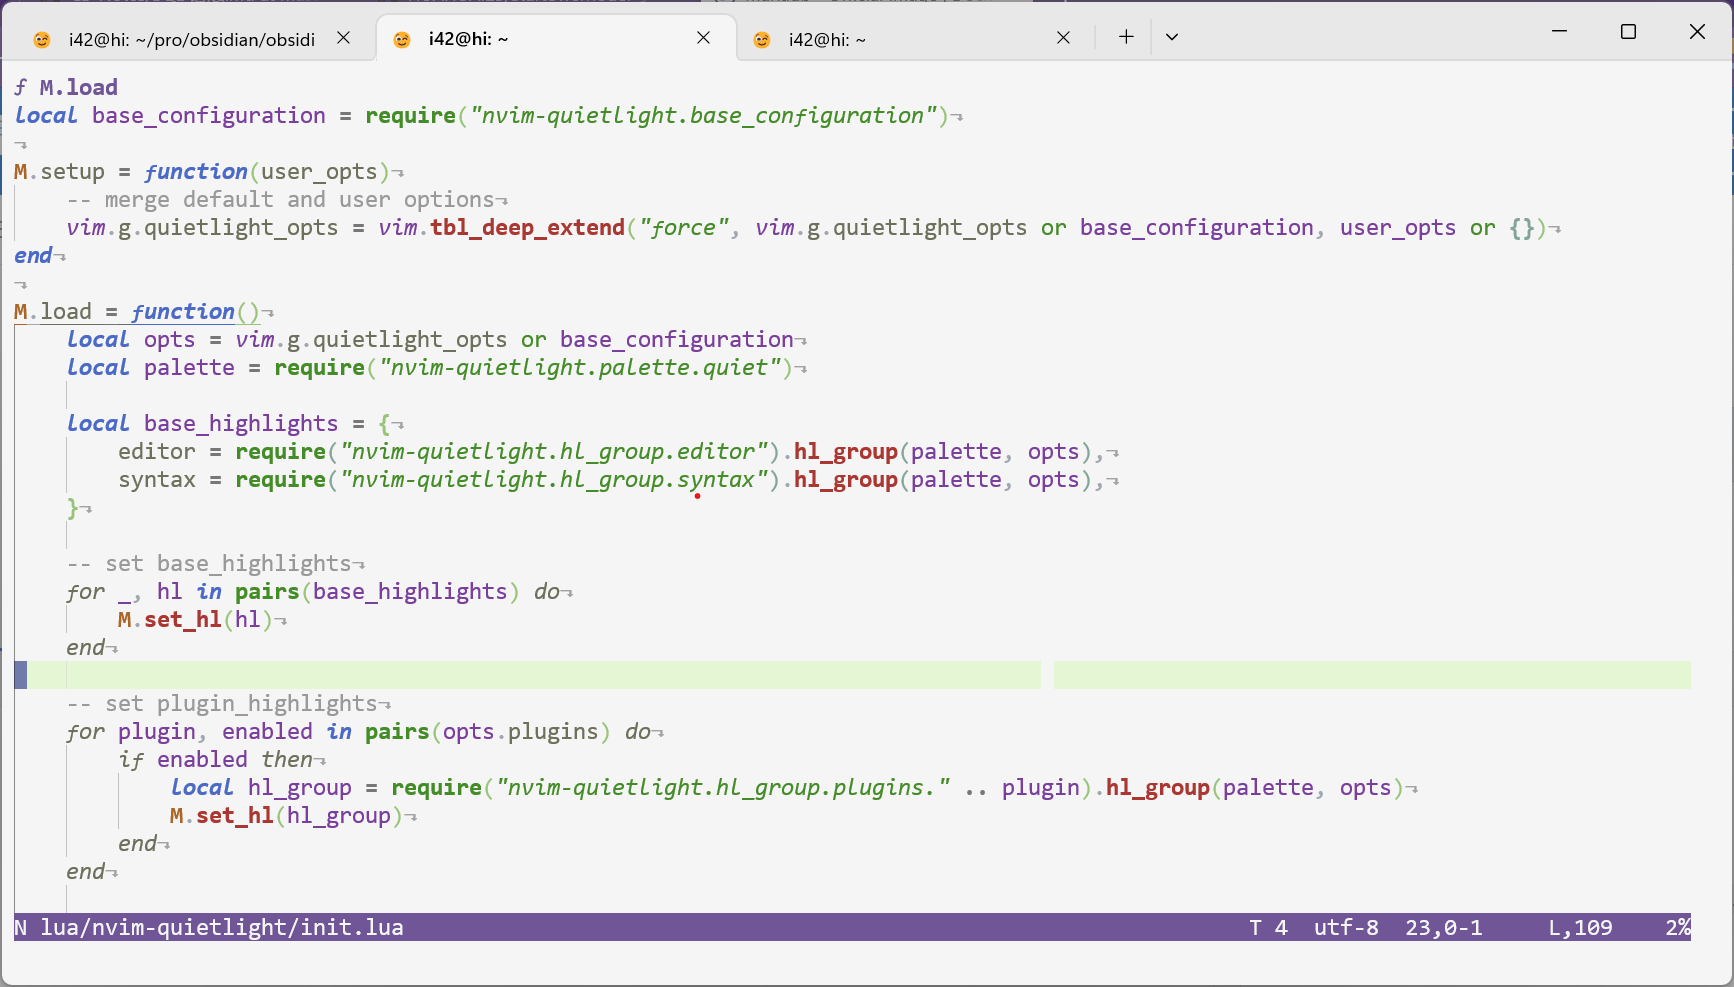 i42@hi: ~/pro/obsidian/obsidi
i42@hi: ~
i42@hi: ~
ƒ M.load
local base_configuration = require("nvim-quietlight.base_configuration")
M.setup = function(user_opts)
-- merge default and user options
vim.g.quietlight_opts = vim.tbl_deep_extend("force", vim.g.quietlight_opts or base_configuration, user_opts or {})
end
M.load = function()
local opts = vim.g.quietlight_opts or base_configuration
local palette = require("nvim-quietlight.palette.quiet")
local base_highlights = {
editor = require("nvim-quietlight.hl_group.editor").hl_group(palette, opts),
syntax = require("nvim-quietlight.hl_group.syntax").hl_group(palette, opts),
}
-- set base_highlights
for _, hl in pairs(base_highlights) do
M.set_hl(hl)
end
-- set plugin_highlights
for plugin, enabled in pairs(opts.plugins) do
if enabled then
local hl_group = require("nvim-quietlight.hl_group.plugins." .. plugin).hl_group(palette, opts)
M.set_hl(hl_group)
end
end
N lua/nvim-quietlight/init.lua T 4 utf-8 23,0-1 L,109 2%